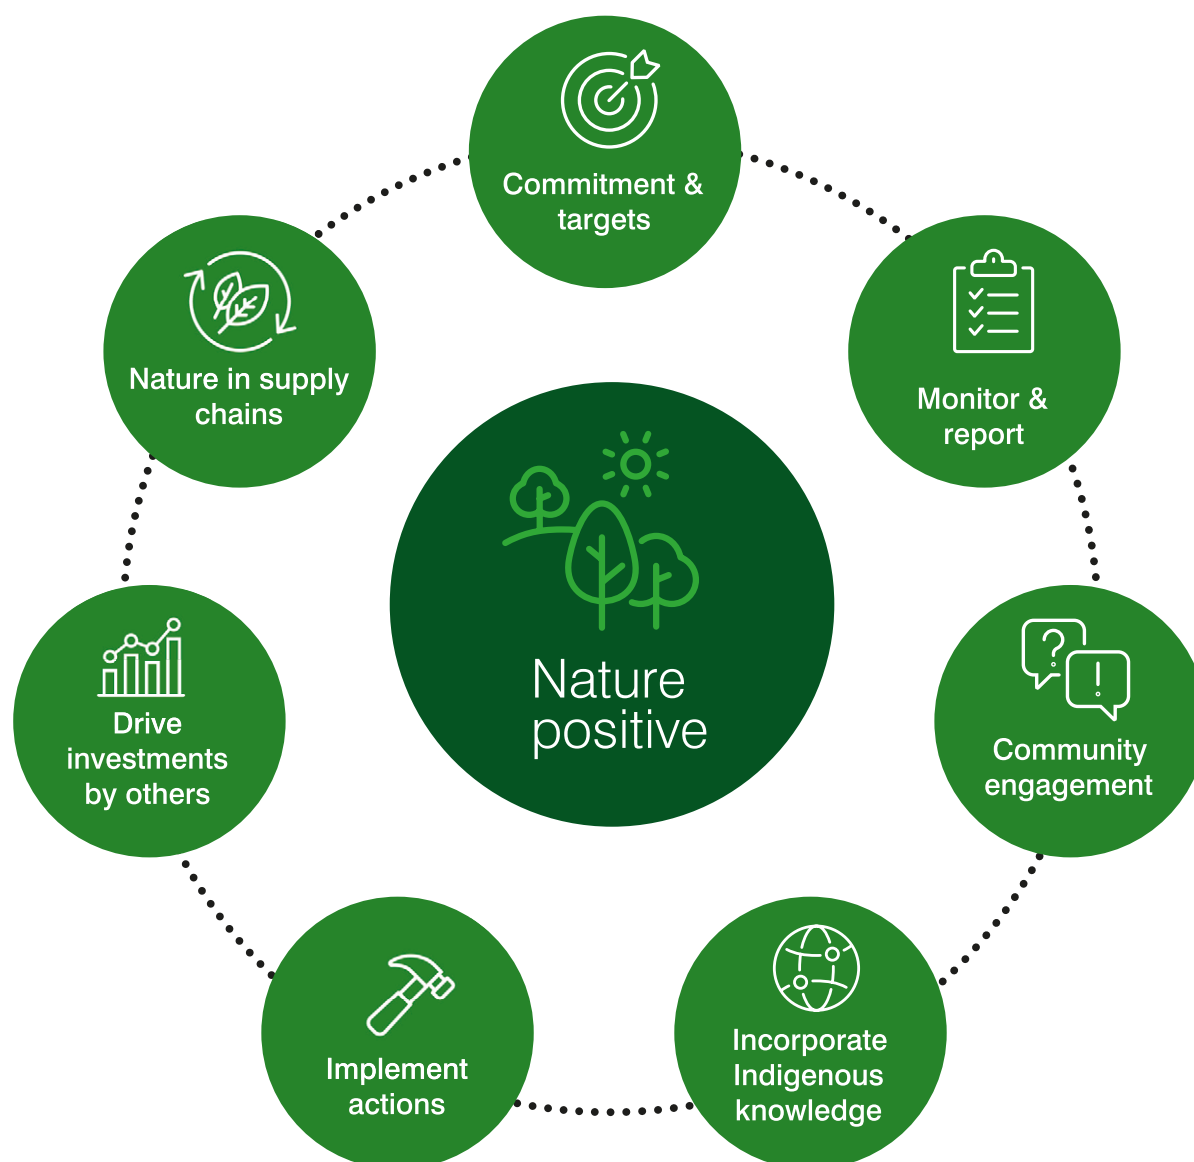 Commitment &
targets
Monitor &
report
Community
engagement
Incorporate
Indigenous
knowledge
Implement
actions
Drive
investments
by others
Nature in supply
chains
Nature
positive